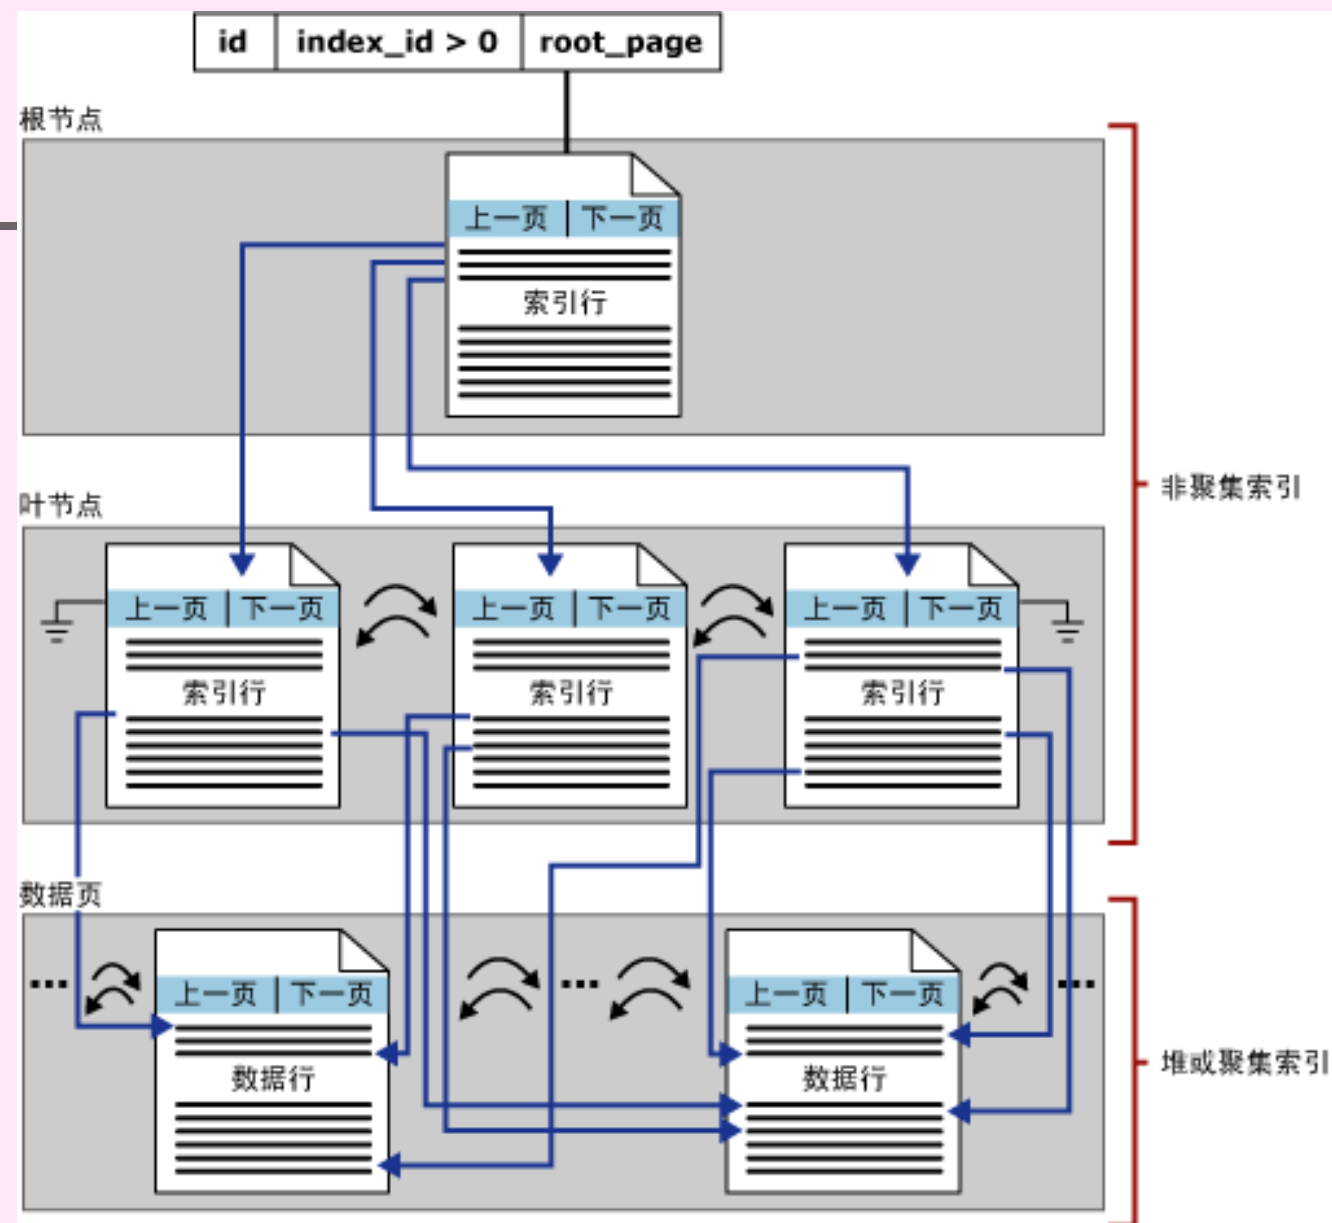 id index_id > 0 root_page
根节点
上一页 下一页
索引行
非聚集索引
叶节点
上一页 下一页 上一页 下一页 上一页 下一页
索引行 索引行 索引行
数据页
... ... ...
上一页 下一页 上一页 下一页
数据行 数据行
堆或聚集索引